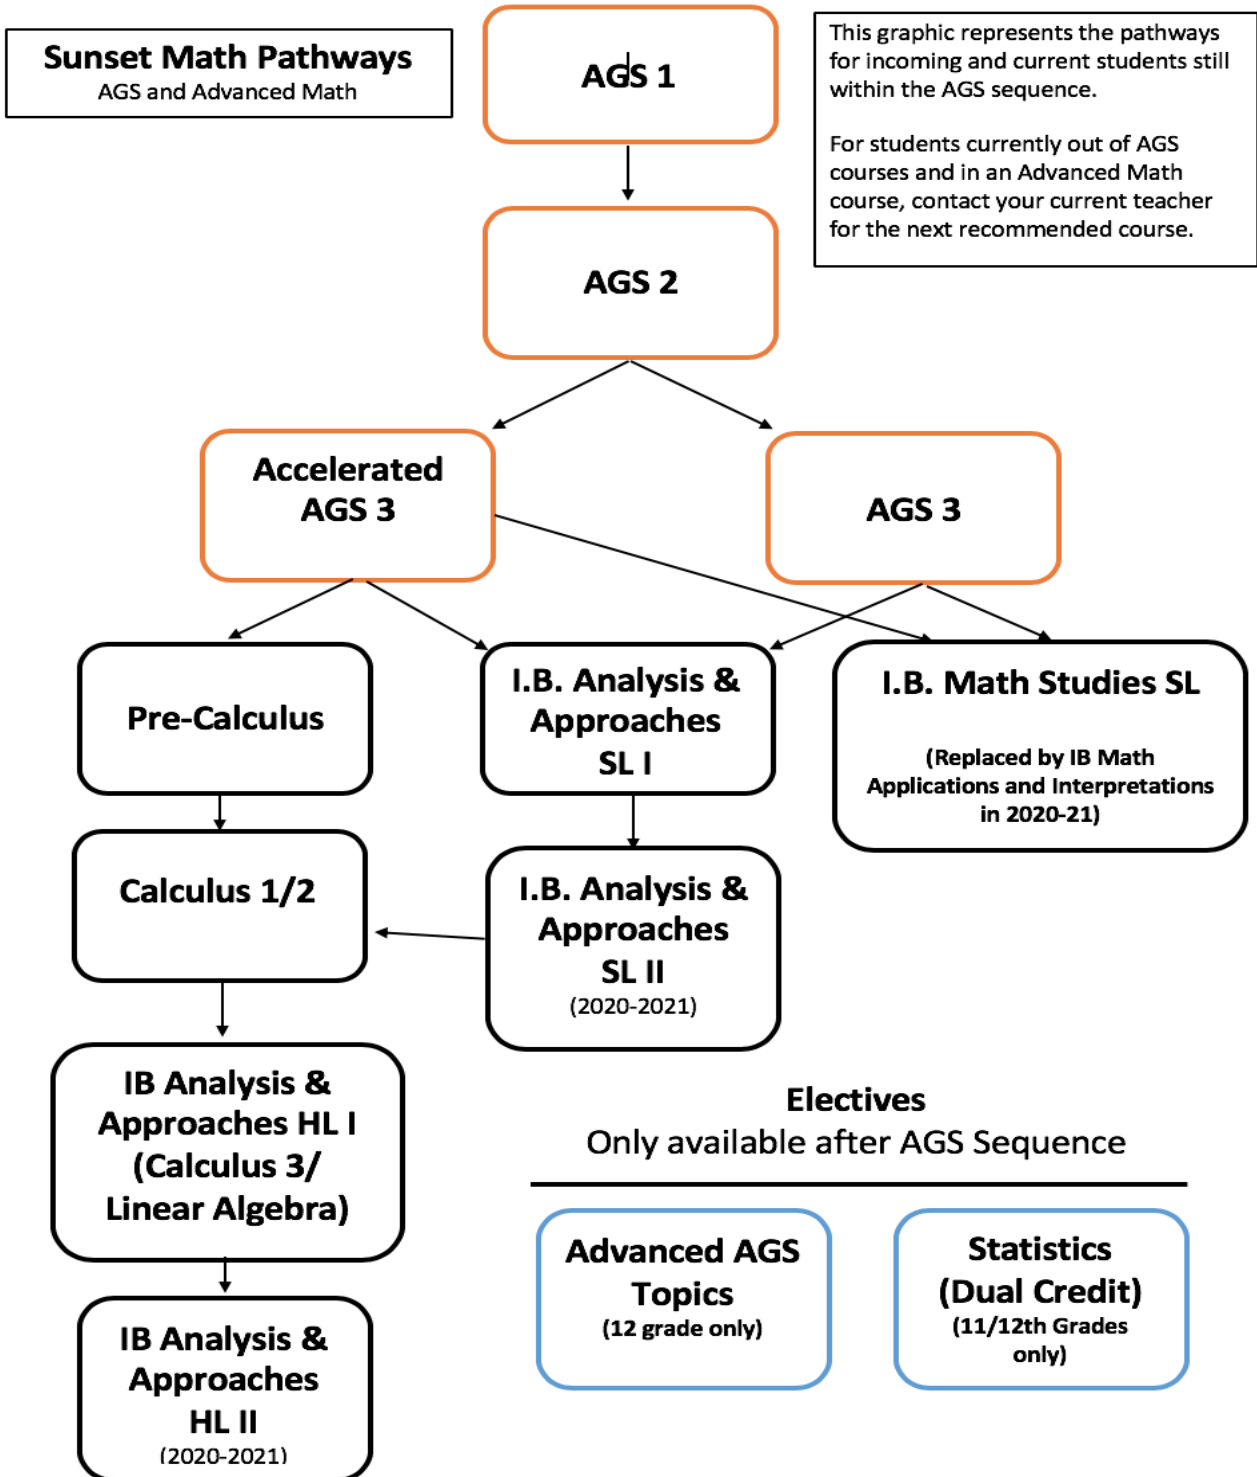 Sunset Math Pathways
AGS and Advanced Math
AGS 1
This graphic represents the pathways
for incoming and current students still
within the AGS sequence.
For students currently out of AGS
courses and in an Advanced Math
course, contact your current teacher
for the next recommended course.
AGS 2
Accelerated
AGS 3
AGS 3
Pre-Calculus
I.B. Analysis &
Approaches
SL I
I.B. Math Studies SL
(Replaced by IB Math
Applications and Interpretations
in 2020-21)
Calculus 1/2
I.B. Analysis &
Approaches
SL II
(2020-2021)
IB Analysis &
Approaches HL I
(Calculus 3/
Linear Algebra)
Electives
Only available after AGS Sequence
Advanced AGS
Topics
(12 grade only)
Statistics
(Dual Credit)
(11/12th Grades
only)
IB Analysis &
Approaches
HL II
(2020-2021)